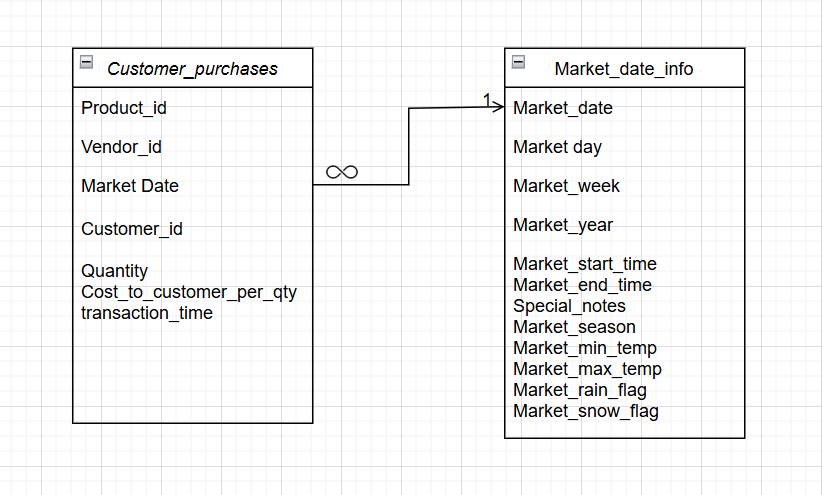 Customer_purchases
Product_id
Vendor_id
Market Date
Customer_id
Quantity
Cost_to_customer_per_qty
transaction_time
∞
1
Market_date_info
Market_date
Market day
Market_week
Market_year
Market_start_time
Market_end_time
Special_notes
Market_season
Market_min_temp
Market_max_temp
Market_rain_flag
Market_snow_flag